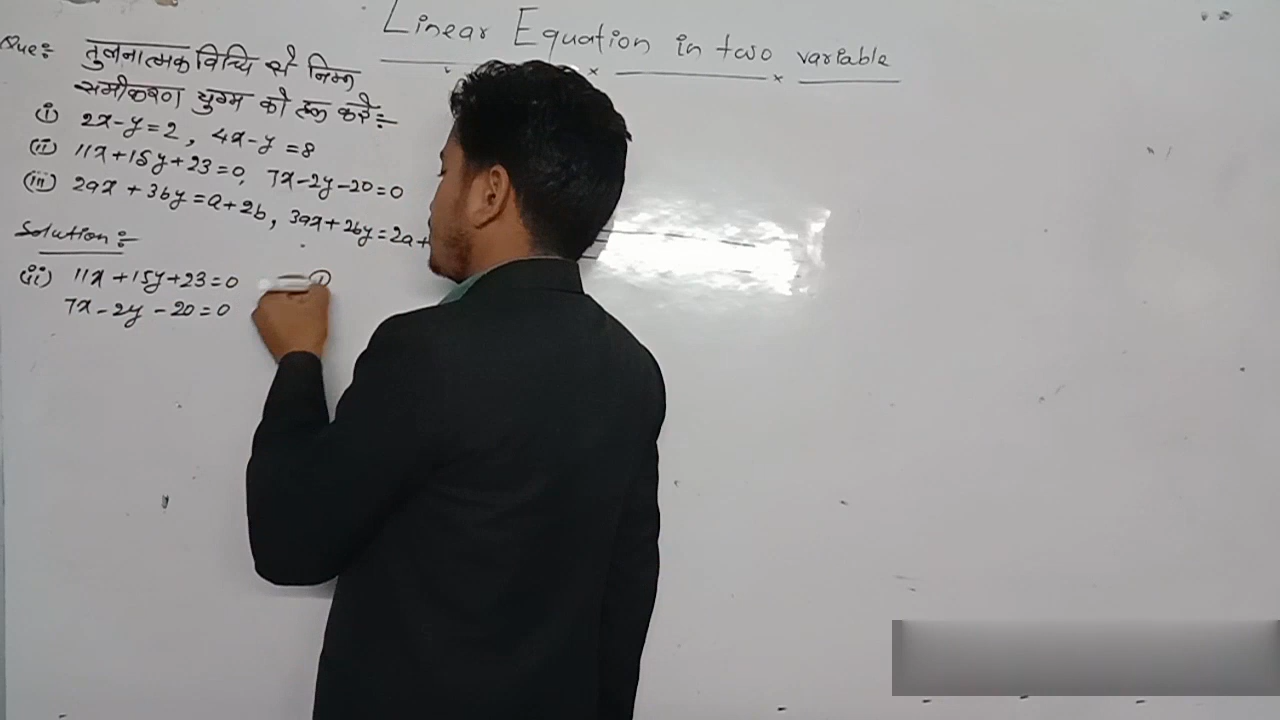 Linear Equation in two variable
Que:- तुलनात्मक विधि से निम्न
समीकरण युग्म को हल करे:-
(i) 2x-y=2, 4x-y=8
(ii) 11x+15y+23=0, 7x-2y-20=0
(iii) 2ax+3by=a+2b, 3ax+2by=2a+
Solution:-
(ii) 11x+15y+23=0 ①
7x-2y-20=0